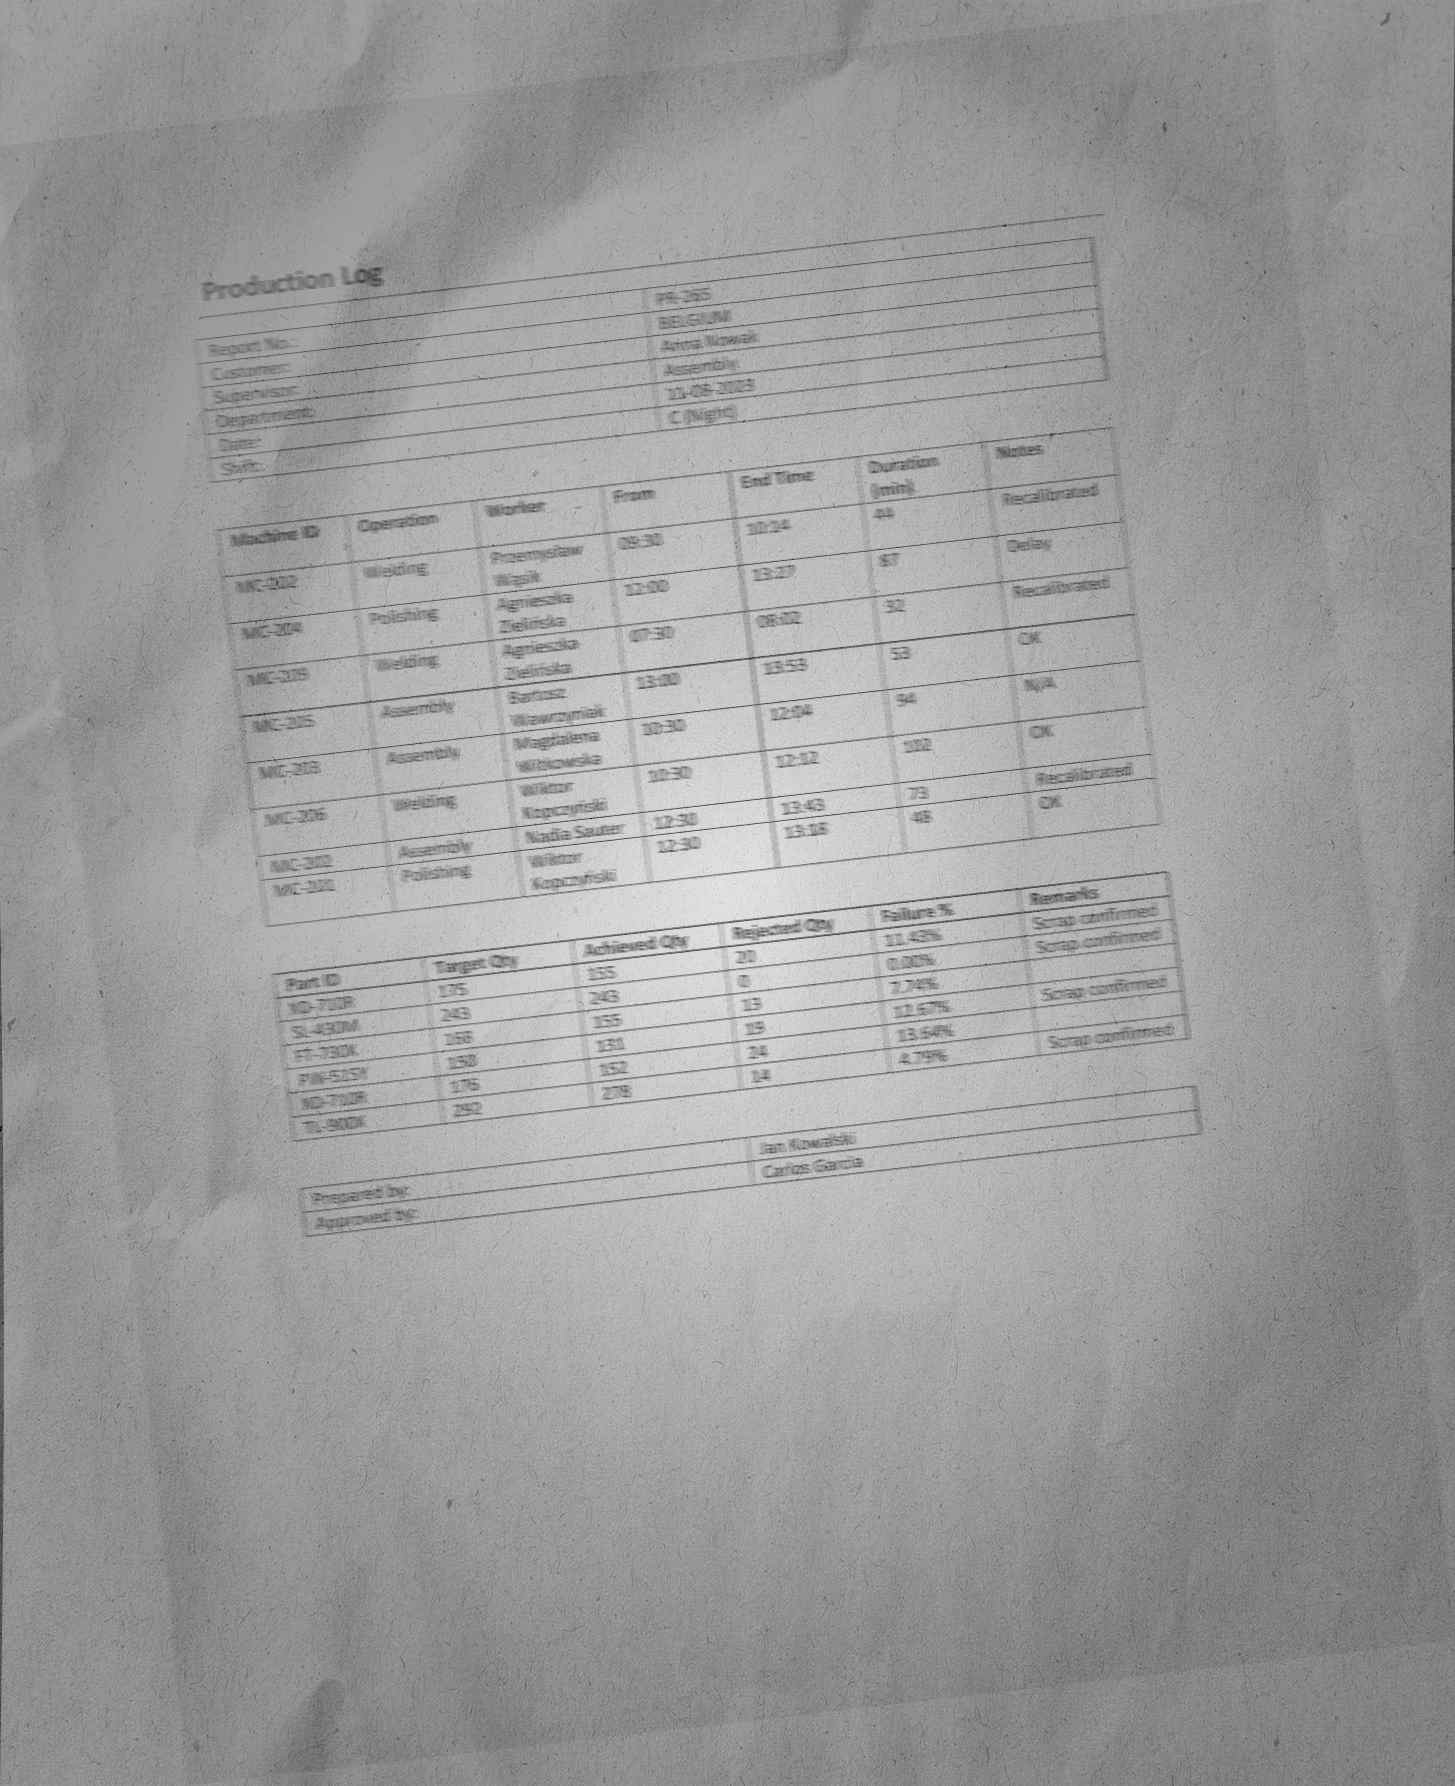 Production Log
Report No.: PR-265
Customer: BELGIUM
Supervisor: Anna Nowak
Department: Assembly
Date: 11-08-2023
Shift: C (Night)
Machine ID Operation Worker From End Time Duration (min) Notes
MC-202 Welding Przemysław Wąsik 09:30 10:14 44 Recalibrated
MC-204 Polishing Agnieszka Zielińska 12:00 13:27 87 Delay
Welding Agnieszka Zielińska 07:30 08:02 32 Recalibrated
MC-205 Assembly Bartosz Wawrzyniak 13:00 13:53 53 OK
MC-203 Assembly Magdalena Witkowska 10:30 12:04 94 N/A
MC-206 Welding Wiktor Kopczyński 10:30 12:12 102 OK
MC-202 Assembly Nadia Sauter 12:30 13:43 73 Recalibrated
MC-201 Polishing Wiktor Kopczyński 12:30 13:18 48 OK
Part ID Target Qty Achieved Qty Rejected Qty Failure % Remarks
XD-710R 175 155 20 11.43% Scrap confirmed
SL-430M 243 243 0 0.00% Scrap confirmed
FT-730K 168 155 13 7.74%
150 131 19 12.67% Scrap confirmed
XD-710R 176 152 24 13.64%
TL-900X 292 278 14 4.79% Scrap confirmed
Prepared by: Jan Kowalski
Approved by: Carlos Garcia